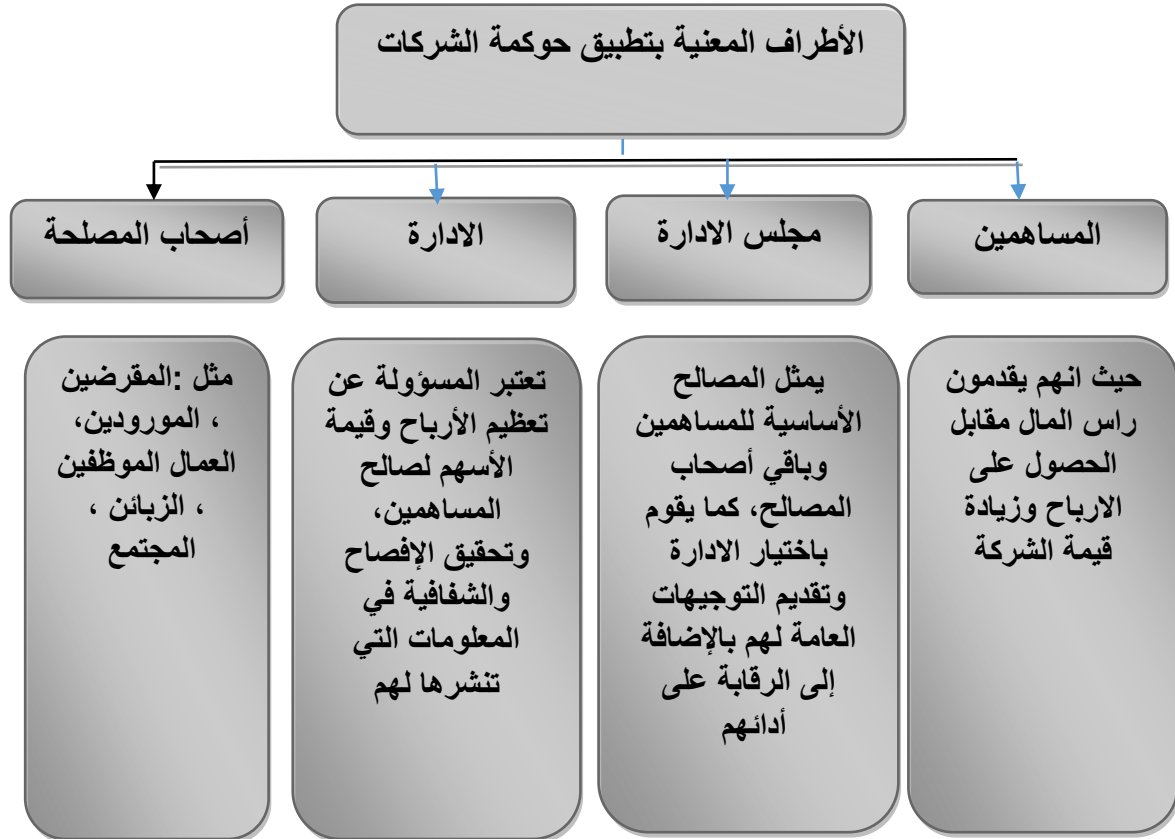 الأطراف المعنية بتطبيق حوكمة الشركات
المساهمين
مجلس الادارة
الادارة
أصحاب المصلحة
حيث انهم يقدمون
راس المال مقابل
الحصول على
الارباح وزيادة
قيمة الشركة
يمثل المصالح
الأساسية للمساهمين
وباقي أصحاب
المصالح، كما يقوم
باختيار الادارة
وتقديم التوجيهات
العامة لهم بالإضافة
إلى الرقابة على
أدائهم
تعتبر المسؤولة عن
تعظيم الأرباح وقيمة
الأسهم لصالح
المساهمين،
وتحقيق الإفصاح
والشفافية في
المعلومات التي
تنشرها لهم
مثل :المقرضين
، المورودين،
العمال الموظفين
، الزبائن ،
المجتمع